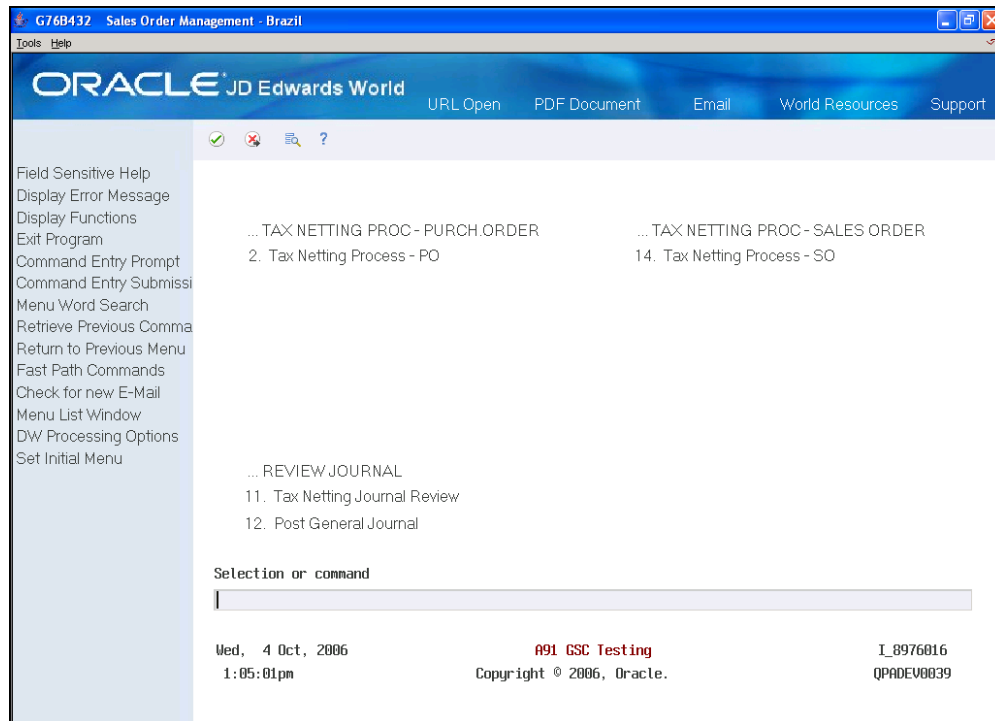 G76B432 Sales Order Management - Brazil
Tools Help
ORACLE JD Edwards World
URL Open PDF Document Email World Resources Support
?
Field Sensitive Help
Display Error Message
Display Functions
Exit Program
Command Entry Prompt
Command Entry Submissi
Menu Word Search
Retrieve Previous Comma
Return to Previous Menu
Fast Path Commands
Check for new E-Mail
Menu List Window
DW Processing Options
Set Initial Menu
... TAX NETTING PROC - PURCH.ORDER ... TAX NETTING PROC - SALES ORDER
2. Tax Netting Process - PO 14. Tax Netting Process - SO
... REVIEW JOURNAL
11. Tax Netting Journal Review
12. Post General Journal
Selection or command
Wed, 4 Oct, 2006 A91 GSC Testing I_8976016
1:05:01pm Copyright © 2006, Oracle. QPADEV0039